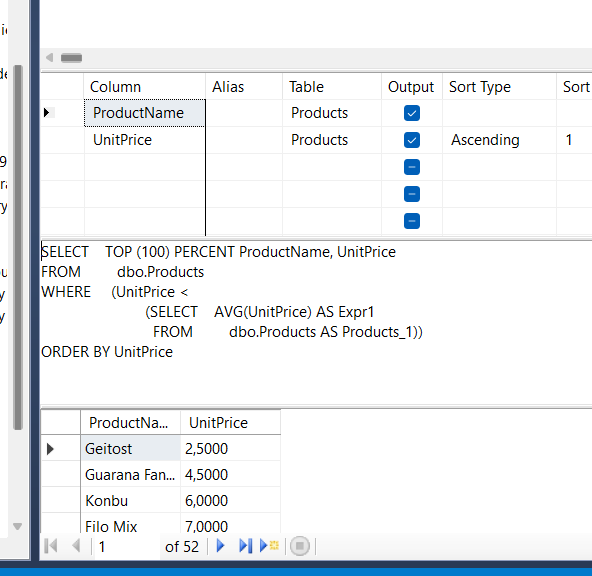 Column Alias Table Output Sort Type Sort
ProductName Products
UnitPrice Products Ascending 1
SELECT TOP (100) PERCENT ProductName, UnitPrice
FROM dbo.Products
WHERE (UnitPrice <
(SELECT AVG(UnitPrice) AS Expr1
FROM dbo.Products AS Products_1))
ORDER BY UnitPrice
ProductNa... UnitPrice
Geitost 2,5000
Guarana Fan... 4,5000
Konbu 6,0000
Filo Mix 7,0000
1 of 52